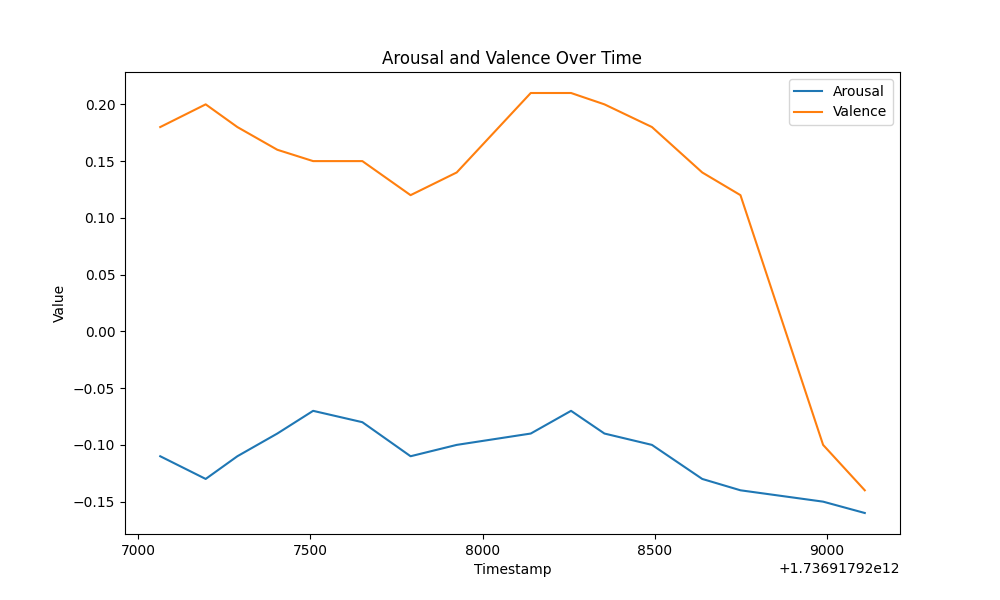 Arousal and Valence Over Time
Arousal
Valence
0.20
0.15
0.10
0.05
0.00
−0.05
−0.10
−0.15
Value
7000 7500 8000 8500 9000
Timestamp
+1.73691792e12